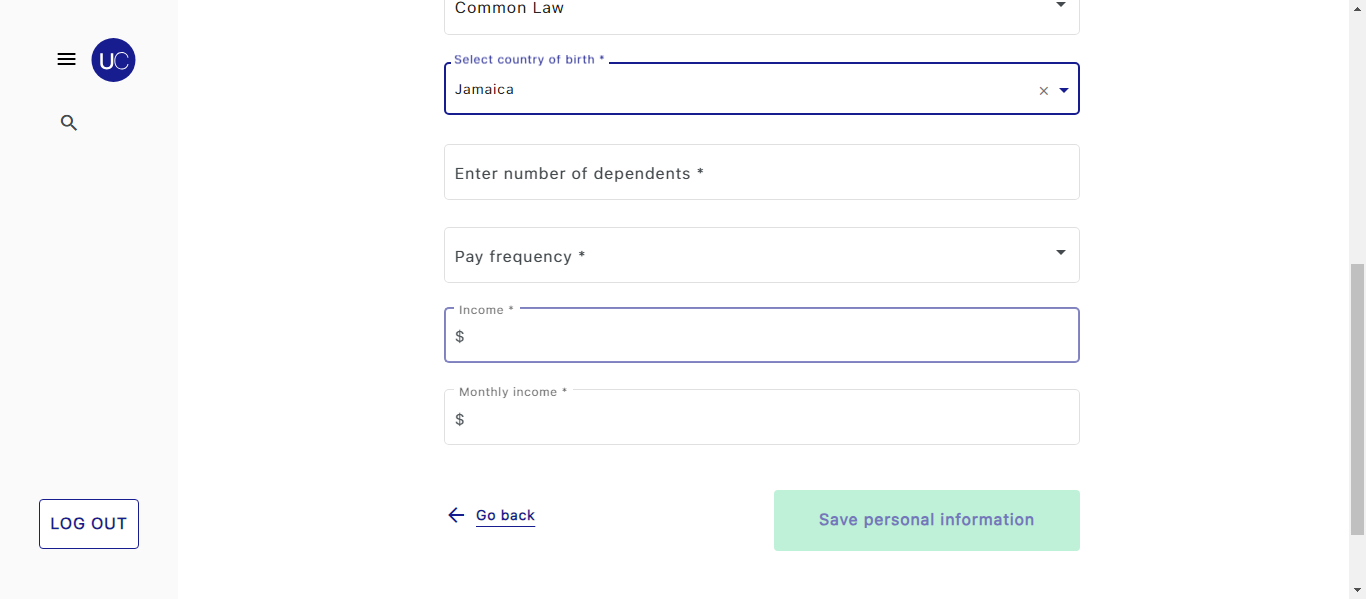 Common Law
UC
Select country of birth *
Jamaica
Enter number of dependents *
Pay frequency *
Income *
$
Monthly income *
$
LOG OUT
Go back
Save personal information